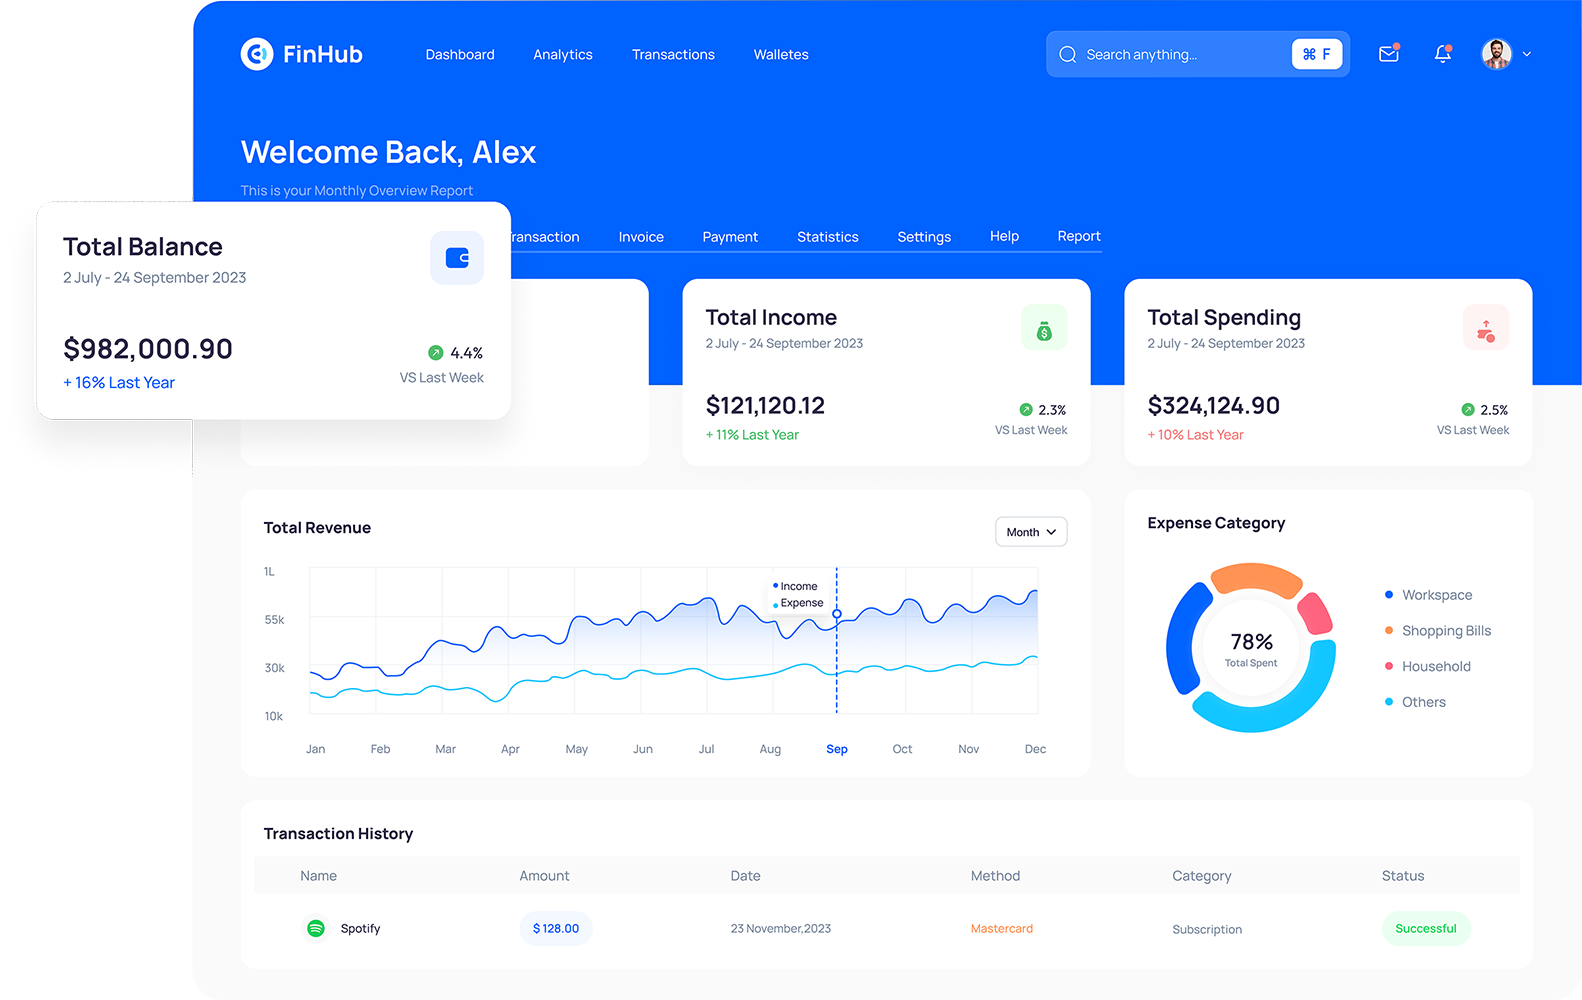 FinHub
Dashboard Analytics Transactions Walletes
Search anything... ⌘ F
Welcome Back, Alex
This is your Monthly Overview Report
Invoice Payment Statistics Settings Help Report
Total Balance
2 July - 24 September 2023
$982,000.90
+ 16% Last Year
4.4%
VS Last Week
Total Income
2 July - 24 September 2023
$121,120.12
+ 11% Last Year
2.3%
VS Last Week
Total Spending
2 July - 24 September 2023
$324,124.90
+ 10% Last Year
2.5%
VS Last Week
Total Revenue
Month
1L
55k
30k
10k
Income
Expense
Jan Feb Mar Apr May Jun Jul Aug Sep Oct Nov Dec
Expense Category
78%
Total Spent
Workspace
Shopping Bills
Household
Others
Transaction History
Name Amount Date Method Category Status
Spotify $ 128.00 23 November,2023 Mastercard Subscription Successful